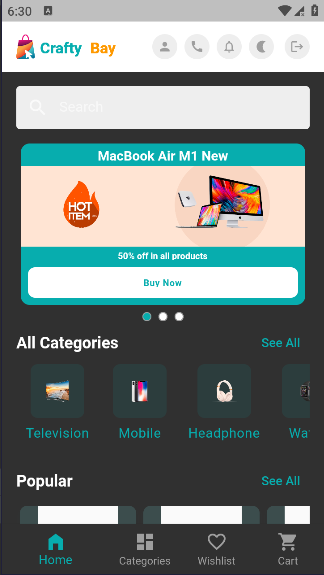 6:30
Crafty Bay
Search
MacBook Air M1 New
HOT
ITEM
50% off in all products
Buy Now
All Categories
See All
Television
Mobile
Headphone
Wat
Popular
See All
Home
Categories
Wishlist
Cart